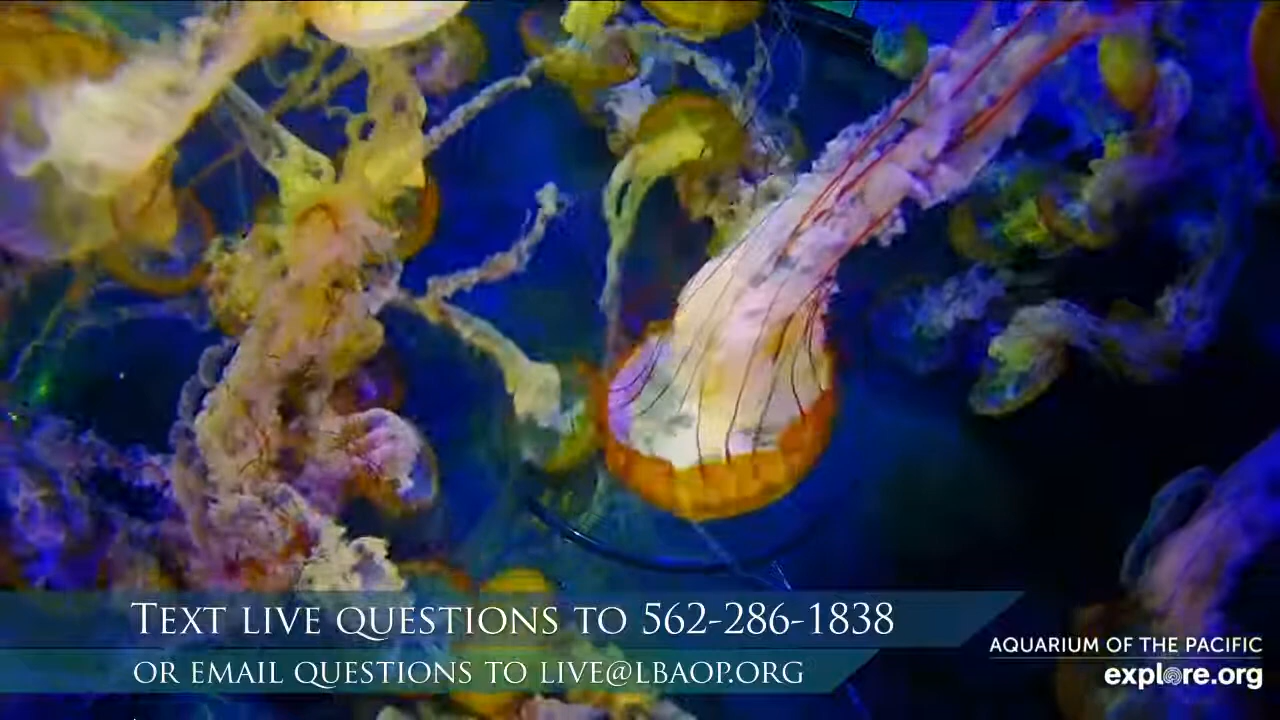 TEXT LIVE QUESTIONS TO 562-286-1838
OR EMAIL QUESTIONS TO LIVE@LBAOP.ORG
AQUARIUM OF THE PACIFIC
explore.org